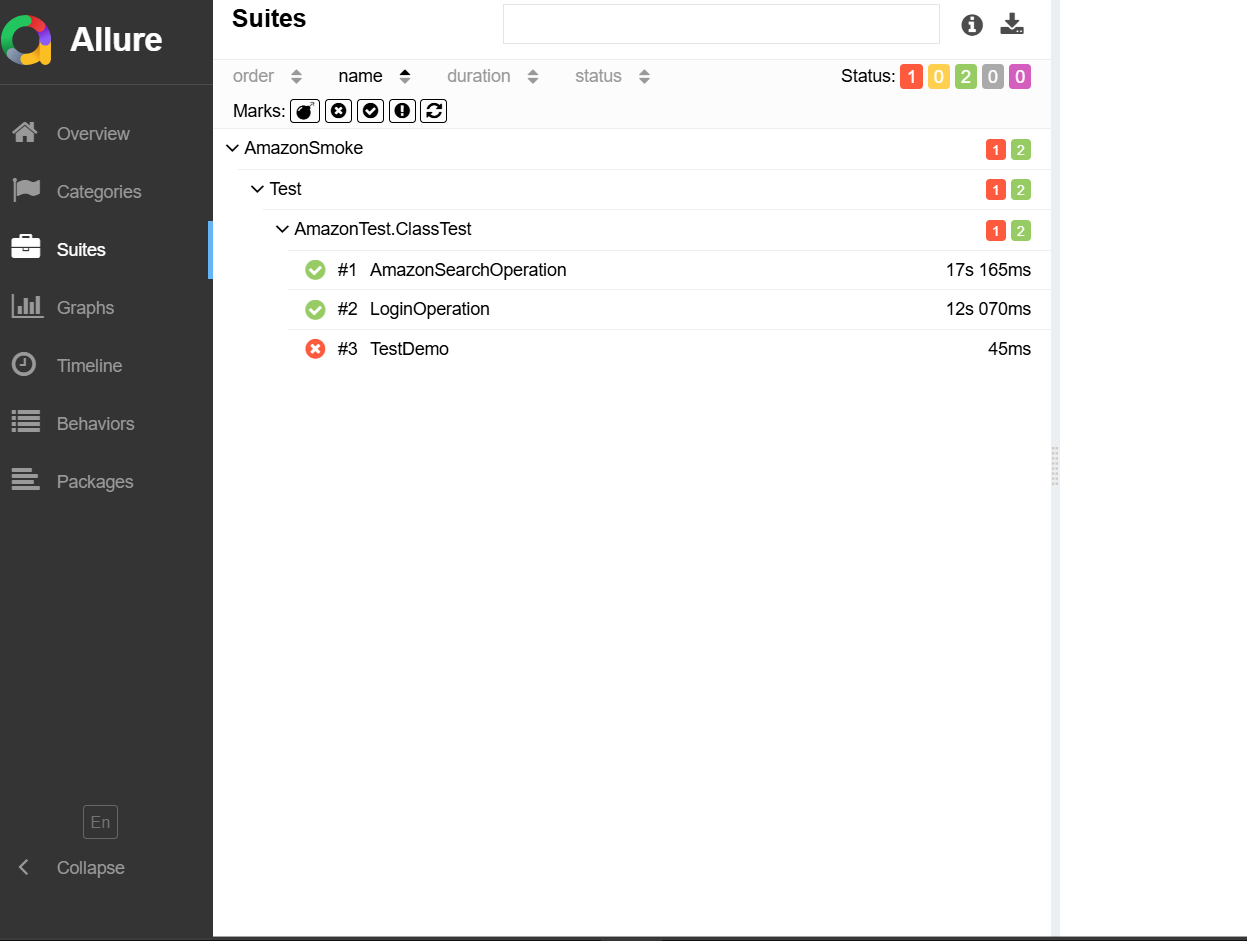 Allure
Overview
Categories
Suites
Graphs
Timeline
Behaviors
Packages
En
Collapse
Suites
order name duration status Status: 1 0 2 0 0
Marks:
AmazonSmoke 1 2
Test 1 2
AmazonTest.ClassTest 1 2
#1 AmazonSearchOperation 17s 165ms
#2 LoginOperation 12s 070ms
#3 TestDemo 45ms